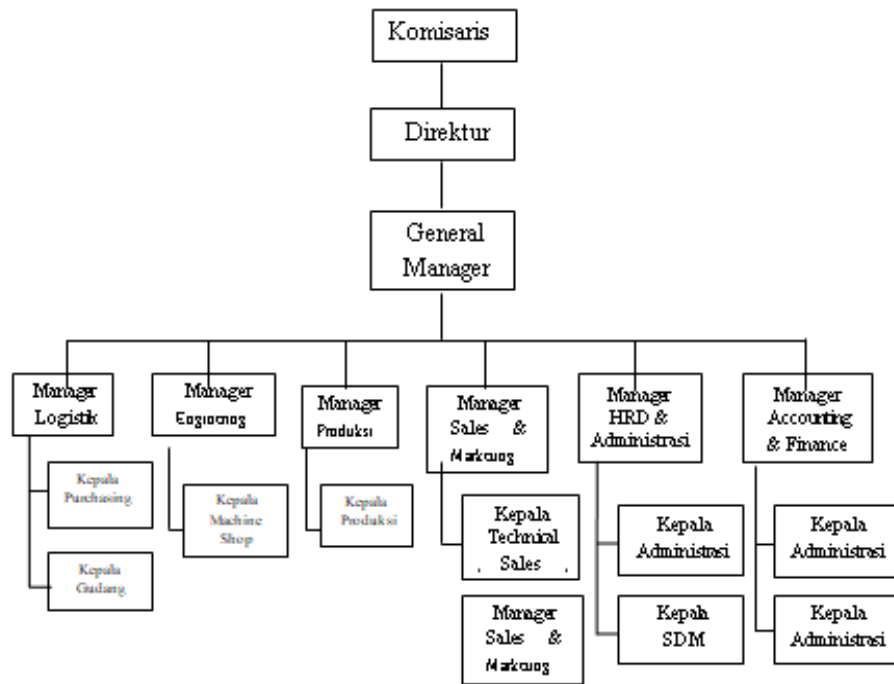 Komisaris
Direktur
General
Manager
Manager
Logistik
Manager
Manager
Produksi
Manager
Sales &
Manager
HRD &
Administrasi
Manager
Accounting
& Finance
Kepala
Purchasing
Kepala
Gudang
Kepala
Machine
Shop
Kepala
Produksi
Kepala
Technical
Sales
Manager
Sales &
Kepala
Administrasi
Kepala
SDM
Kepala
Administrasi
Kepala
Administrasi